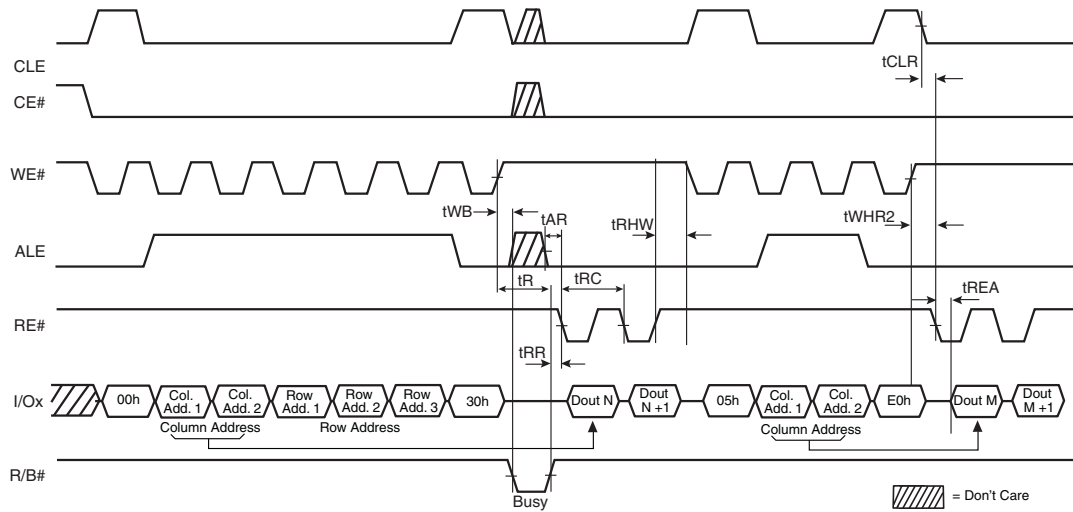 CLE
tCLR
CE#
WE#
tWB
tAR
tRHW
tWHR2
ALE
tR
tRC
tREA
RE#
tRR
I/Ox
00h
Col. Add. 1
Col. Add. 2
Row Add. 1
Row Add. 2
Row Add. 3
30h
Dout N
Dout N +1
05h
Col. Add. 1
Col. Add. 2
E0h
Dout M
Dout M +1
Column Address
Row Address
Column Address
R/B#
Busy
= Don't Care